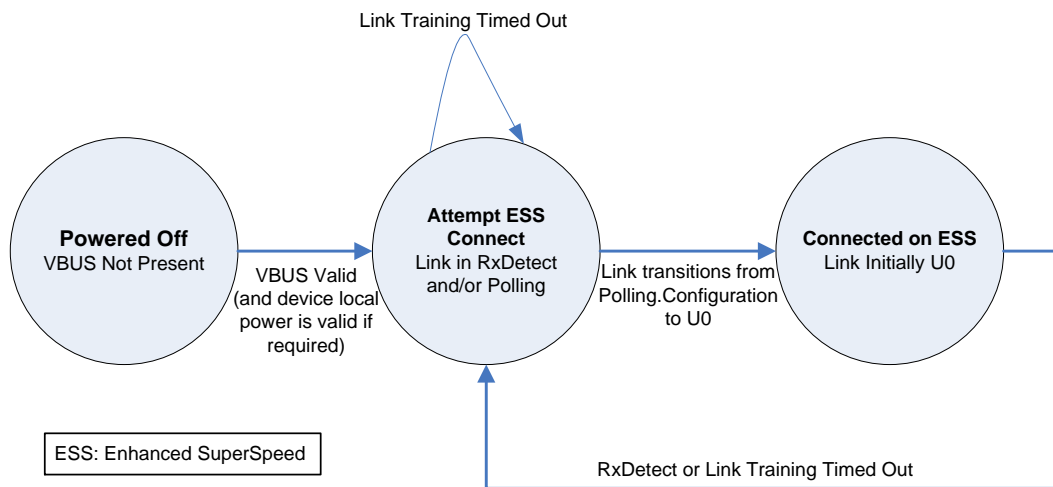 Link Training Timed Out
Powered Off
VBUS Not Present
VBUS Valid
(and device local
power is valid if
required)
Attempt ESS
Connect
Link in RxDetect
and/or Polling
Link transitions from
Polling.Configuration
to U0
Connected on ESS
Link Initially U0
ESS: Enhanced SuperSpeed
RxDetect or Link Training Timed Out